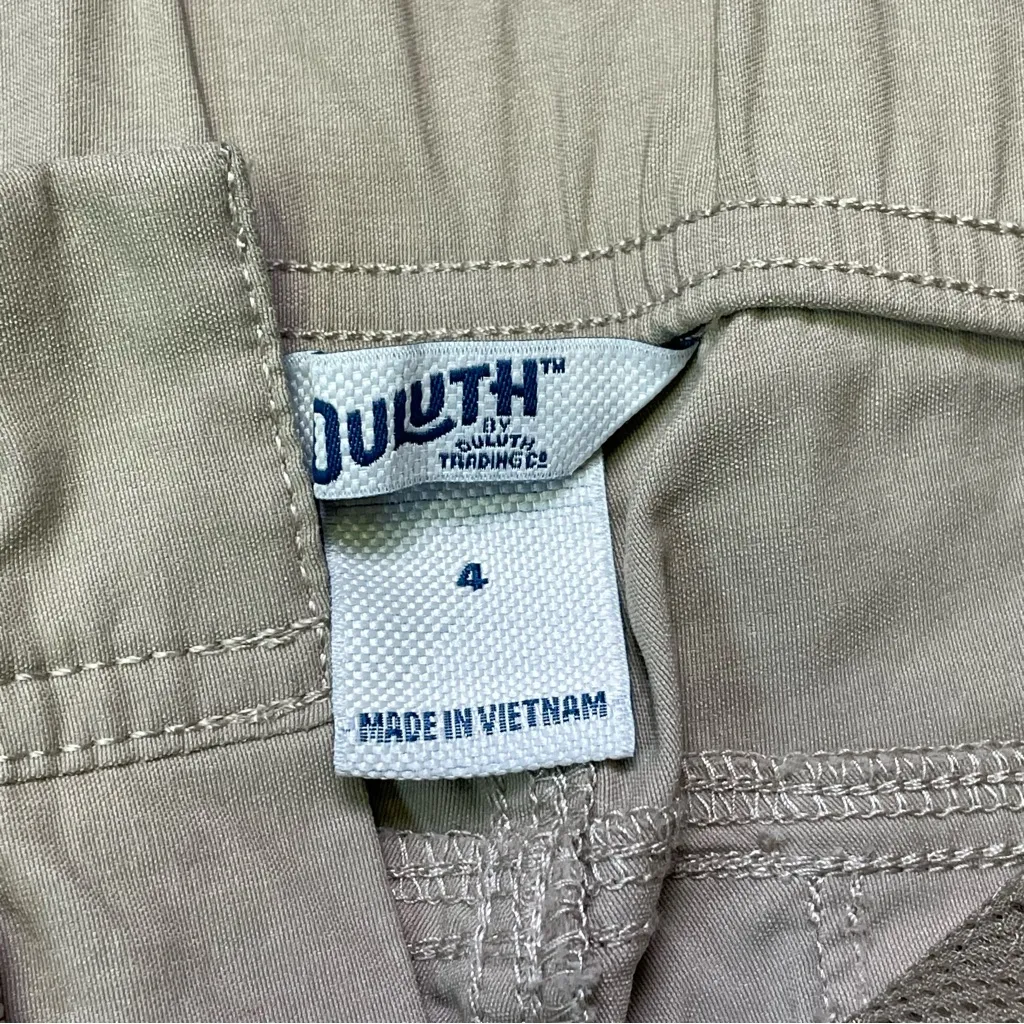 DULUTH™
BY
DULUTH
TRADING CO
4
MADE IN VIETNAM